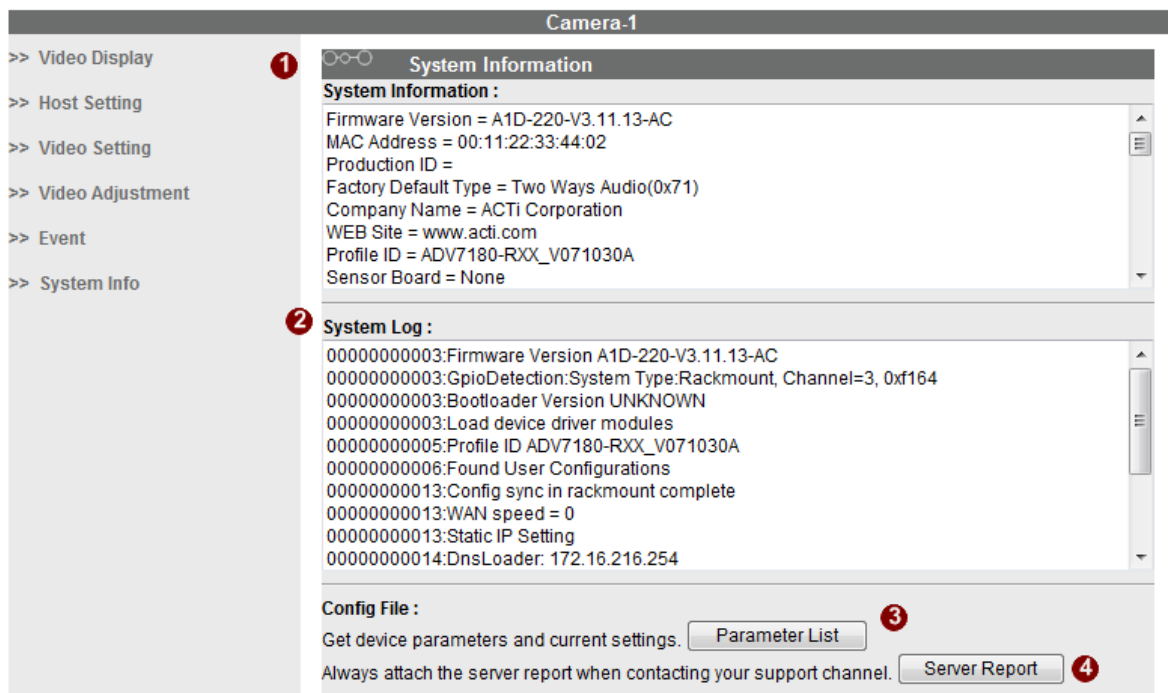 Camera-1
>> Video Display
>> Host Setting
>> Video Setting
>> Video Adjustment
>> Event
>> System Info
1
System Information
System Information :
Firmware Version = A1D-220-V3.11.13-AC
MAC Address = 00:11:22:33:44:02
Production ID =
Factory Default Type = Two Ways Audio(0x71)
Company Name = ACTi Corporation
WEB Site = www.acti.com
Profile ID = ADV7180-RXX_V071030A
Sensor Board = None
2
System Log :
00000000003:Firmware Version A1D-220-V3.11.13-AC
00000000003:GpioDetection:System Type:Rackmount, Channel=3, 0xf164
00000000003:Bootloader Version UNKNOWN
00000000003:Load device driver modules
00000000005:Profile ID ADV7180-RXX_V071030A
00000000006:Found User Configurations
00000000013:Config sync in rackmount complete
00000000013:WAN speed = 0
00000000013:Static IP Setting
00000000014:DnsLoader: 172.16.216.254
Config File :
Get device parameters and current settings. Parameter List 3
Always attach the server report when contacting your support channel. Server Report 4